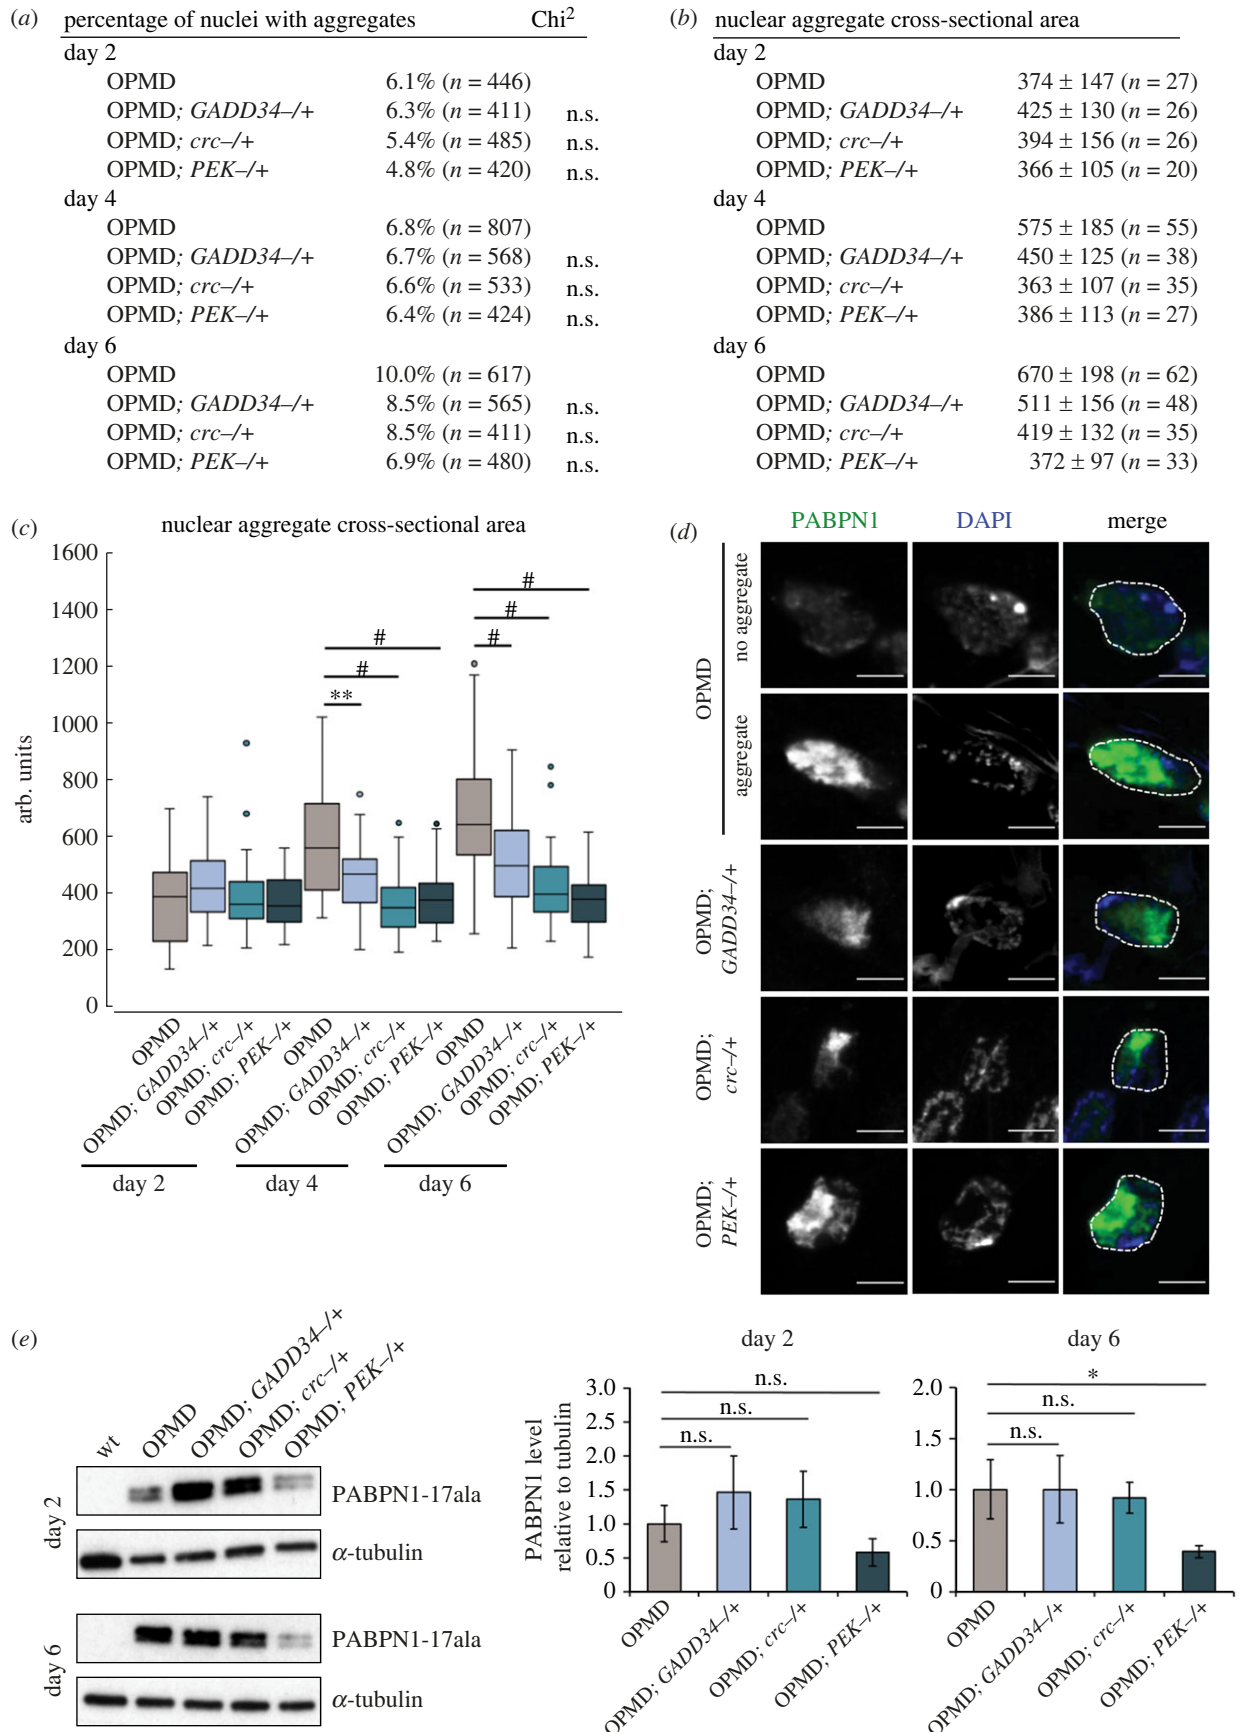 (a) percentage of nuclei with aggregates Chi²
day 2
OPMD 6.1% (n = 446)
OPMD; GADD34–/+ 6.3% (n = 411) n.s.
OPMD; crc–/+ 5.4% (n = 485) n.s.
OPMD; PEK–/+ 4.8% (n = 420) n.s.
day 4
OPMD 6.8% (n = 807)
OPMD; GADD34–/+ 6.7% (n = 568) n.s.
OPMD; crc–/+ 6.6% (n = 533) n.s.
OPMD; PEK–/+ 6.4% (n = 424) n.s.
day 6
OPMD 10.0% (n = 617)
OPMD; GADD34–/+ 8.5% (n = 565) n.s.
OPMD; crc–/+ 8.5% (n = 411) n.s.
OPMD; PEK–/+ 6.9% (n = 480) n.s.
(b) nuclear aggregate cross-sectional area
day 2
OPMD 374 ± 147 (n = 27)
OPMD; GADD34–/+ 425 ± 130 (n = 26)
OPMD; crc–/+ 394 ± 156 (n = 26)
OPMD; PEK–/+ 366 ± 105 (n = 20)
day 4
OPMD 575 ± 185 (n = 55)
OPMD; GADD34–/+ 450 ± 125 (n = 38)
OPMD; crc–/+ 363 ± 107 (n = 35)
OPMD; PEK–/+ 386 ± 113 (n = 27)
day 6
OPMD 670 ± 198 (n = 62)
OPMD; GADD34–/+ 511 ± 156 (n = 48)
OPMD; crc–/+ 419 ± 132 (n = 35)
OPMD; PEK–/+ 372 ± 97 (n = 33)
(c) nuclear aggregate cross-sectional area
arb. units
1600
1400
1200
1000
800
600
400
200
0
**
#
#
#
#
#
OPMD
OPMD; GADD34–/+
OPMD; crc–/+
OPMD; PEK–/+
OPMD
OPMD; GADD34–/+
OPMD; crc–/+
OPMD; PEK–/+
OPMD
OPMD; GADD34–/+
OPMD; crc–/+
OPMD; PEK–/+
day 2 day 4 day 6
(d) PABPN1 DAPI merge
OPMD
no aggregate
aggregate
OPMD;
GADD34–/+
OPMD;
crc–/+
OPMD;
PEK–/+
(e)
wt
OPMD
OPMD; GADD34–/+
OPMD; crc–/+
OPMD; PEK–/+
day 2
PABPN1-17ala
α-tubulin
day 6
PABPN1-17ala
α-tubulin
day 2
PABPN1 level
relative to tubulin
3.0
2.5
2.0
1.5
1.0
0.5
0
n.s.
n.s.
n.s.
OPMD
OPMD; GADD34–/+
OPMD; crc–/+
OPMD; PEK–/+
day 6
2.0
1.5
1.0
0.5
0
*
n.s.
n.s.
OPMD
OPMD; GADD34–/+
OPMD; crc–/+
OPMD; PEK–/+